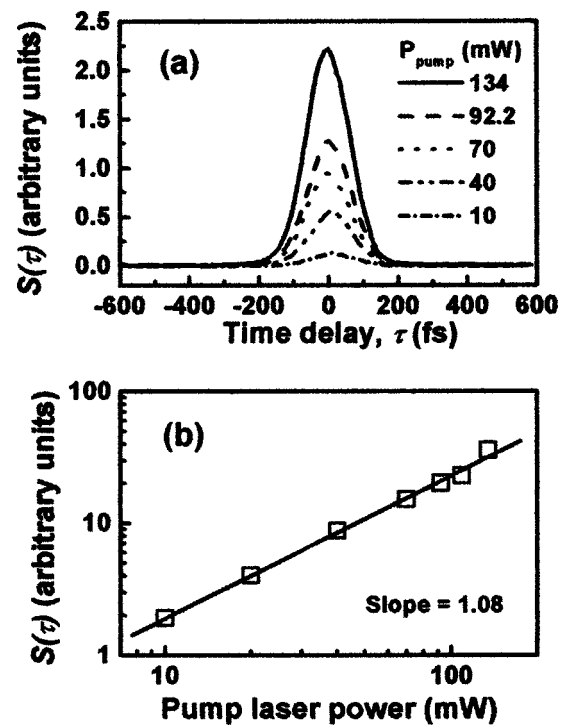 (a)
P_pump (mW)
134
92.2
70
40
10
2.5
2.0
1.5
1.0
0.5
0.0
S(τ) (arbitrary units)
-600 -400 -200 0 200 400 600
Time delay, τ (fs)
(b)
100
10
1
S(τ) (arbitrary units)
Slope = 1.08
10 100
Pump laser power (mW)